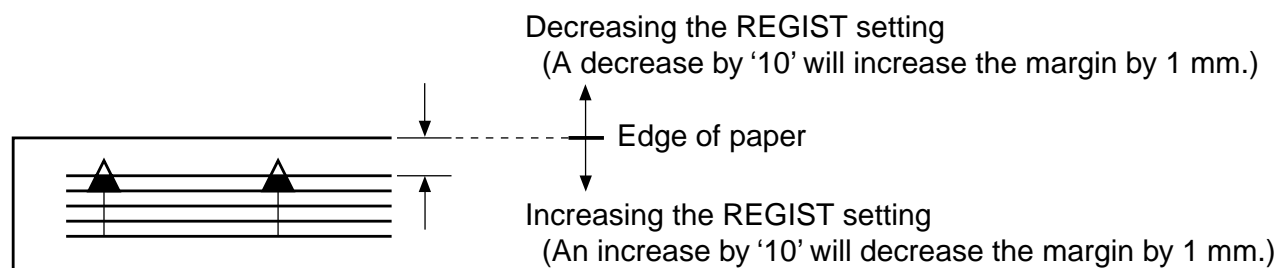 Decreasing the REGIST setting
(A decrease by ‘10’ will increase the margin by 1 mm.)
Edge of paper
Increasing the REGIST setting
(An increase by ‘10’ will decrease the margin by 1 mm.)